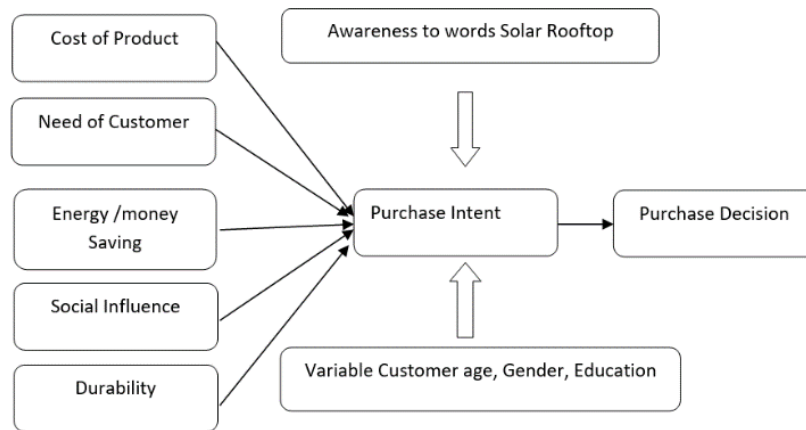 Cost of Product
Awareness to words Solar Rooftop
Need of Customer
Energy /money
Saving
Purchase Intent
Purchase Decision
Social Influence
Variable Customer age, Gender, Education
Durability